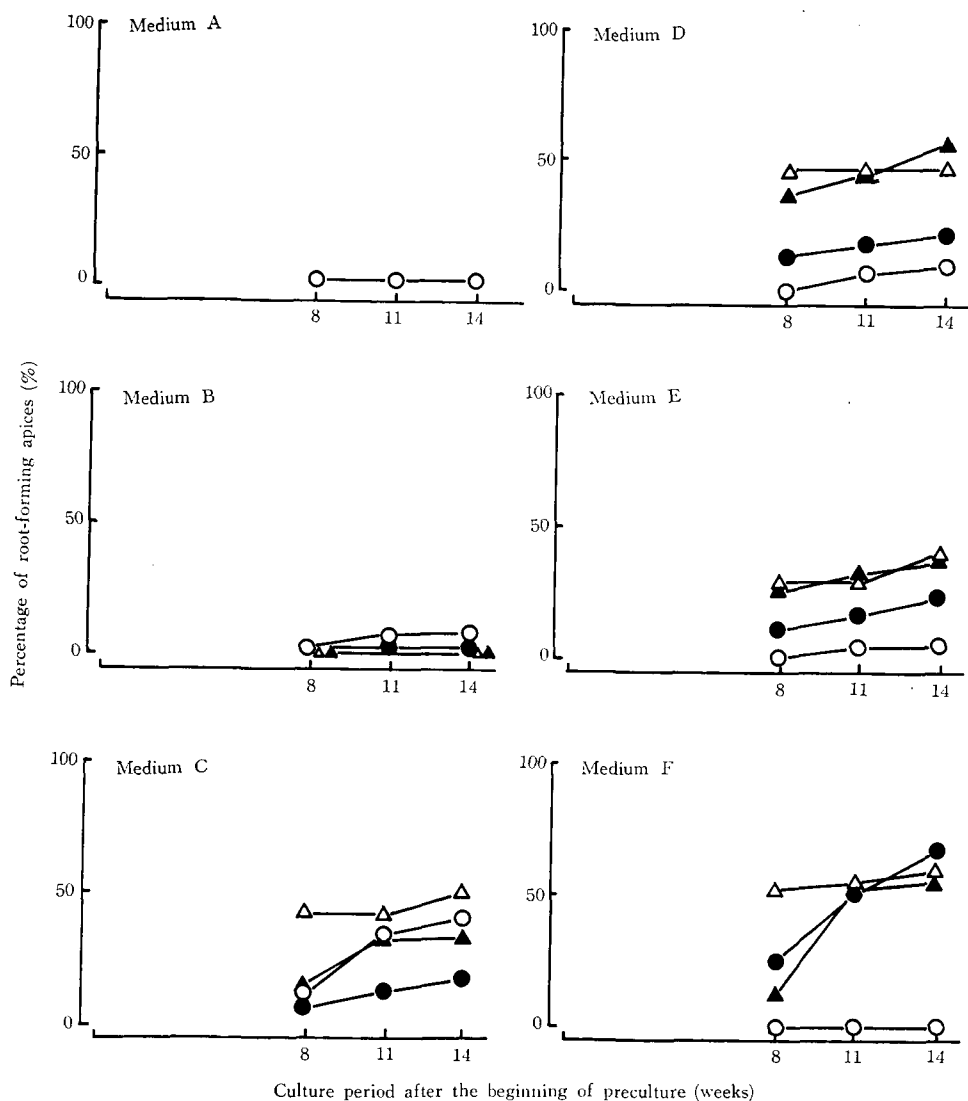 Percentage of root-forming apices (%)
Medium A
100
50
0
8 11 14
Medium B
100
50
0
8 11 14
Medium C
100
50
0
8 11 14
Medium D
100
50
0
8 11 14
Medium E
100
50
0
8 11 14
Medium F
100
50
0
8 11 14
Culture period after the beginning of preculture (weeks)